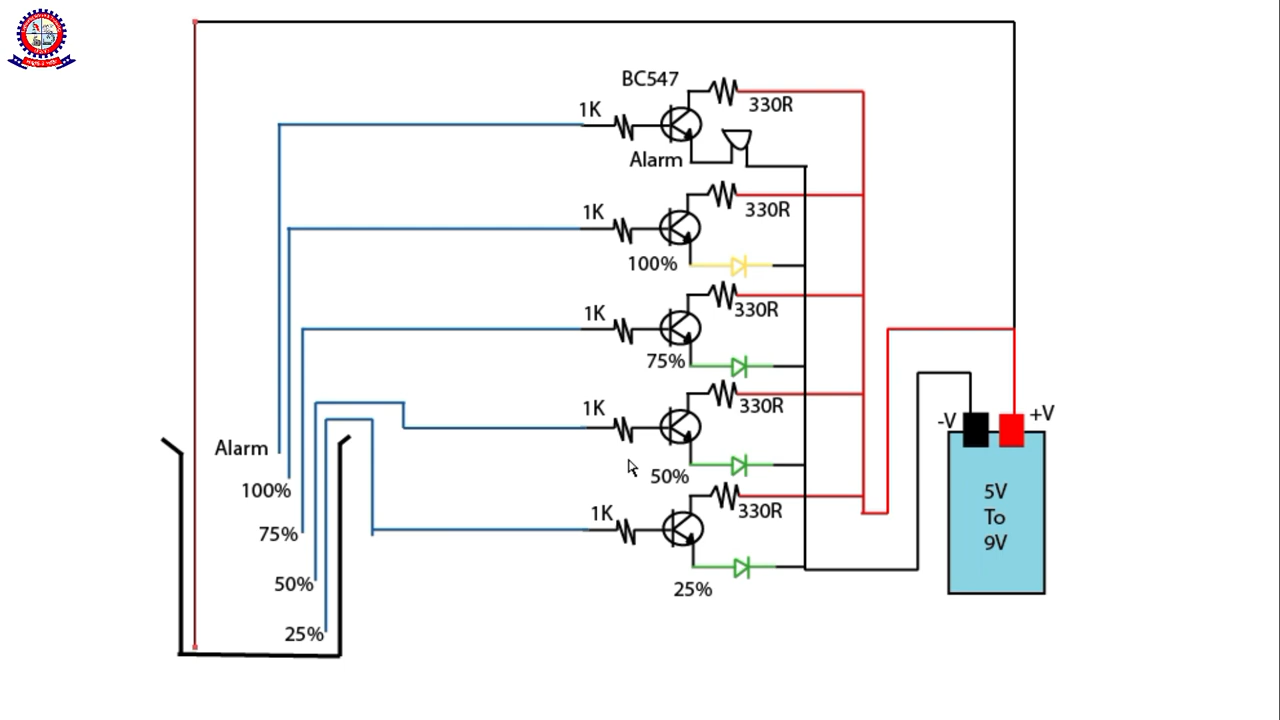 BC547
1K
330R
Alarm
1K
330R
100%
1K
330R
75%
1K
330R
50%
1K
330R
25%
Alarm
100%
75%
50%
25%
-V
+V
5V
To
9V